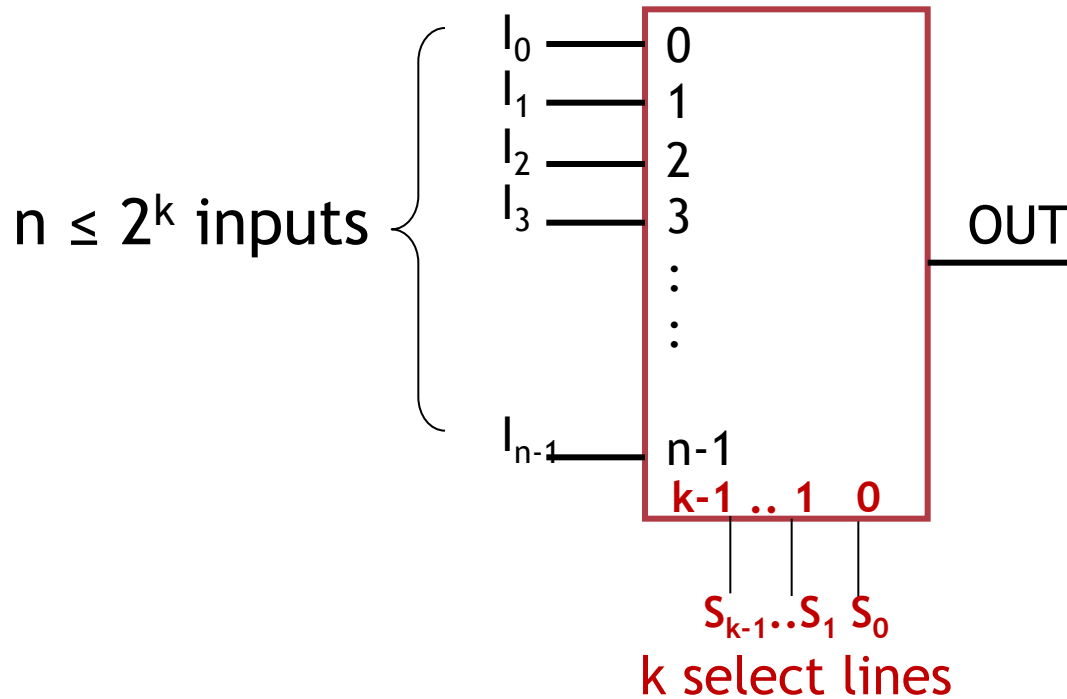 I₀ 0
I₁ 1
I₂ 2
I₃ 3
n ≤ 2ᵏ inputs
OUT
:
:
Iₙ₋₁ n-1
k-1 .. 1 0
Sₖ₋₁..S₁ S₀
k select lines